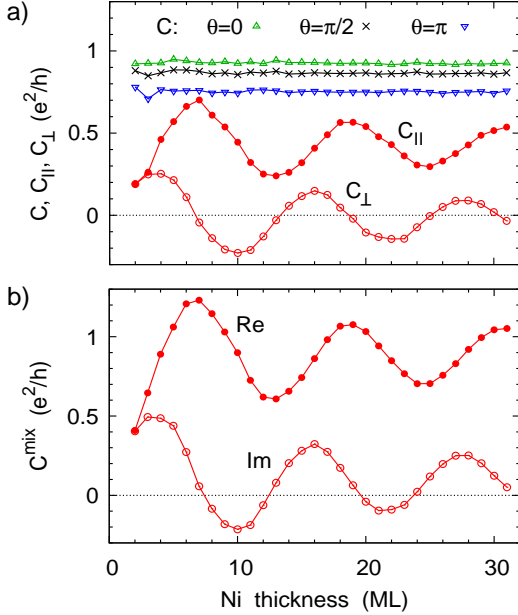 a)
C: θ=0 θ=π/2 θ=π
C, C||, C⊥ (e²/h)
1
0.5
0
C||
C⊥
b)
C^mix (e²/h)
1
0.5
0
Re
Im
0 10 20 30
Ni thickness (ML)